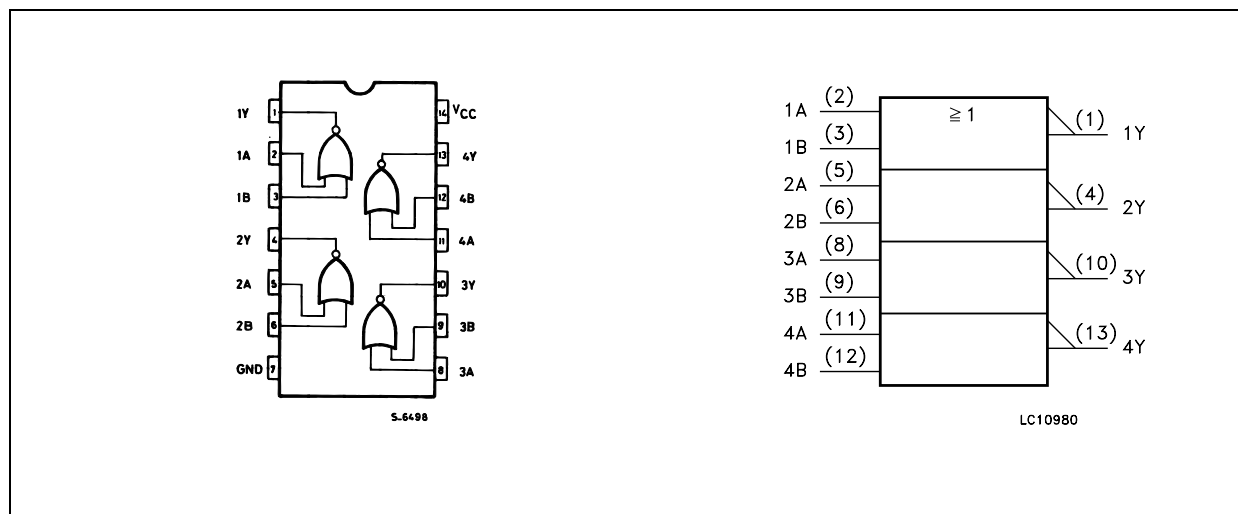 1Y 1 14 VCC
1A 2 13 4Y
1B 3 12 4B
2Y 4 11 4A
2A 5 10 3Y
2B 6 9 3B
GND 7 8 3A
S-6498
1A (2) ≧ 1 (1) 1Y
1B (3)
2A (5) (4) 2Y
2B (6)
3A (8) (10) 3Y
3B (9)
4A (11) (13) 4Y
4B (12)
LC10980